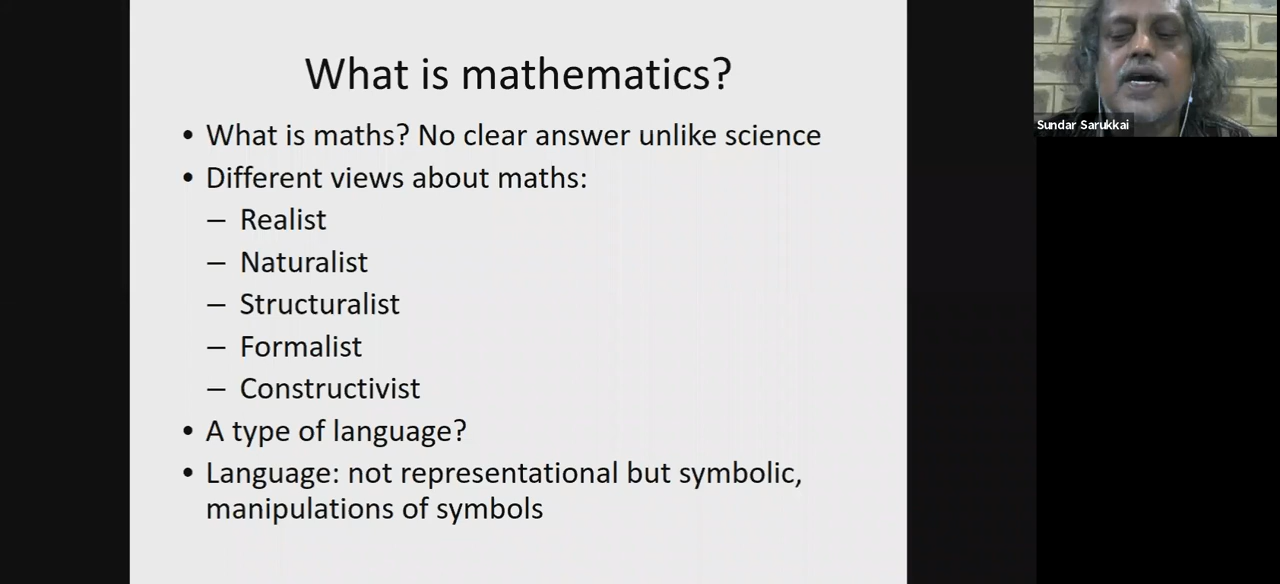 What is mathematics?
• What is maths? No clear answer unlike science
• Different views about maths:
– Realist
– Naturalist
– Structuralist
– Formalist
– Constructivist
• A type of language?
• Language: not representational but symbolic,
manipulations of symbols
Sundar Sarukkai